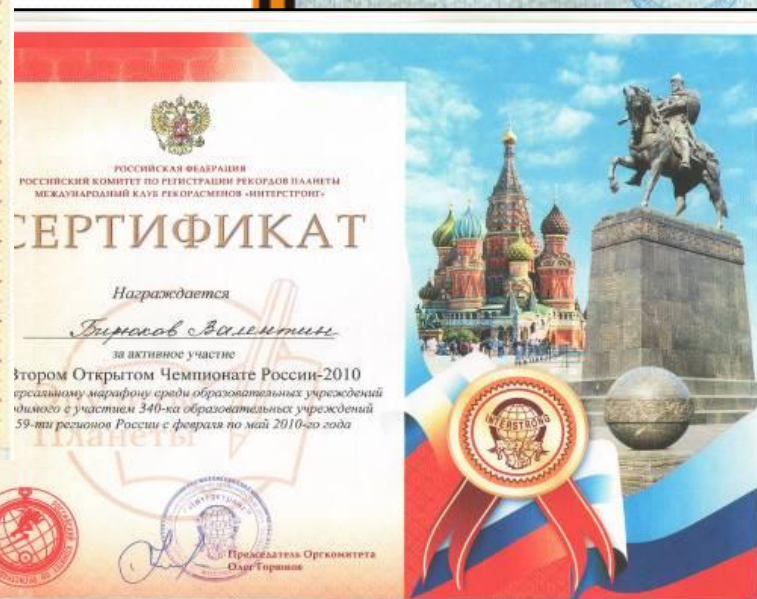 РОССИЙСКАЯ ФЕДЕРАЦИЯ
РОССИЙСКИЙ КОМИТЕТ ПО РЕГИСТРАЦИИ РЕКОРДОВ ПЛАНЕТЫ
МЕЖДУНАРОДНЫЙ КЛУБ РЕКОРДСМЕНОВ «ИНТЕРСТРОНГ»
СЕРТИФИКАТ
Награждается
Бирюков Валентин
за активное участие
Втором Открытом Чемпионате России-2010
ерсальному марафону среди образовательных учреждений
одимого с участием 340-ка образовательных учреждений
59-ти регионов России с февраля по май 2010-го года
Планеты
INTERSTRONG
Председатель Оргкомитета
Олег